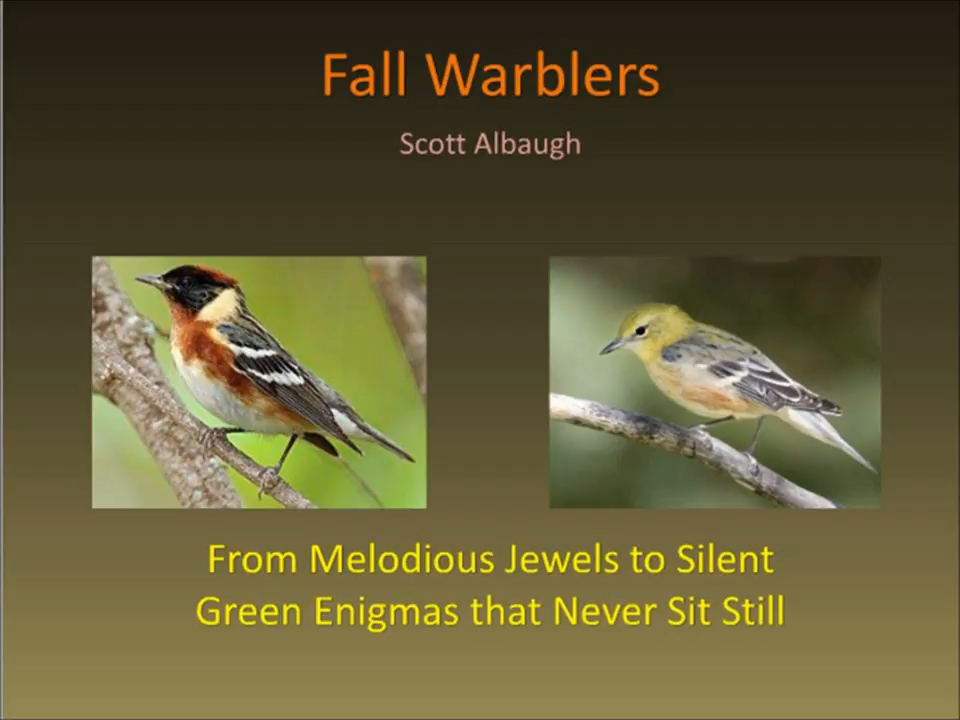 Fall Warblers
Scott Albaugh
From Melodious Jewels to Silent
Green Enigmas that Never Sit Still